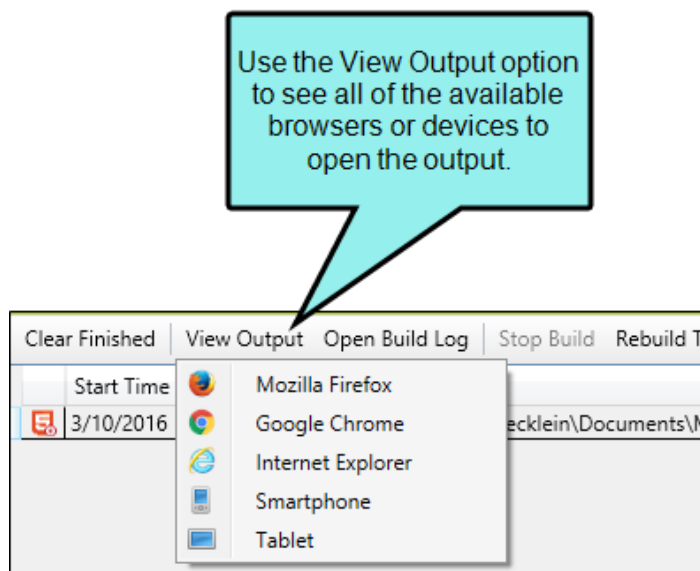 Use the View Output option
to see all of the available
browsers or devices to
open the output.
Clear Finished View Output Open Build Log Stop Build Rebuild T
Start Time
Mozilla Firefox
3/10/2016 Google Chrome ecklein\Documents\M
Internet Explorer
Smartphone
Tablet